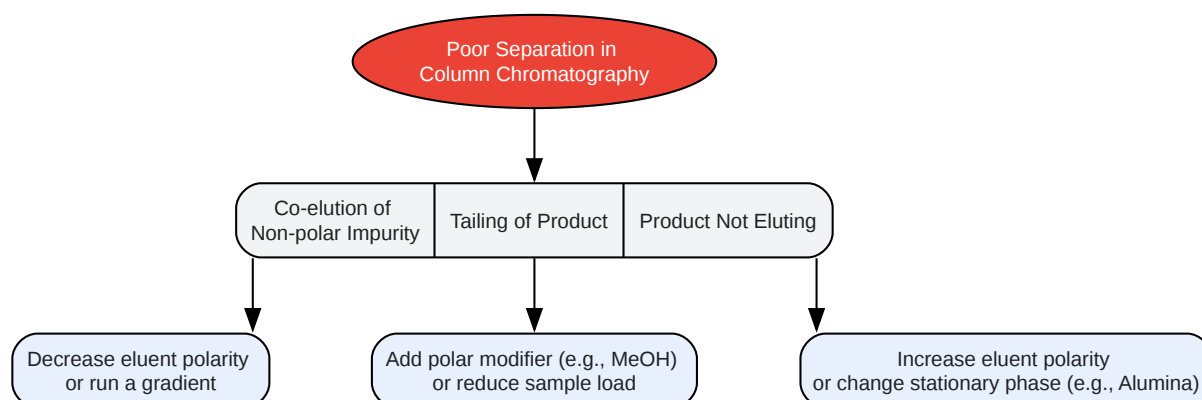 Poor Separation in
Column Chromatography
Co-elution of
Non-polar Impurity
Tailing of Product
Product Not Eluting
Decrease eluent polarity
or run a gradient
Add polar modifier (e.g., MeOH)
or reduce sample load
Increase eluent polarity
or change stationary phase (e.g., Alumina)